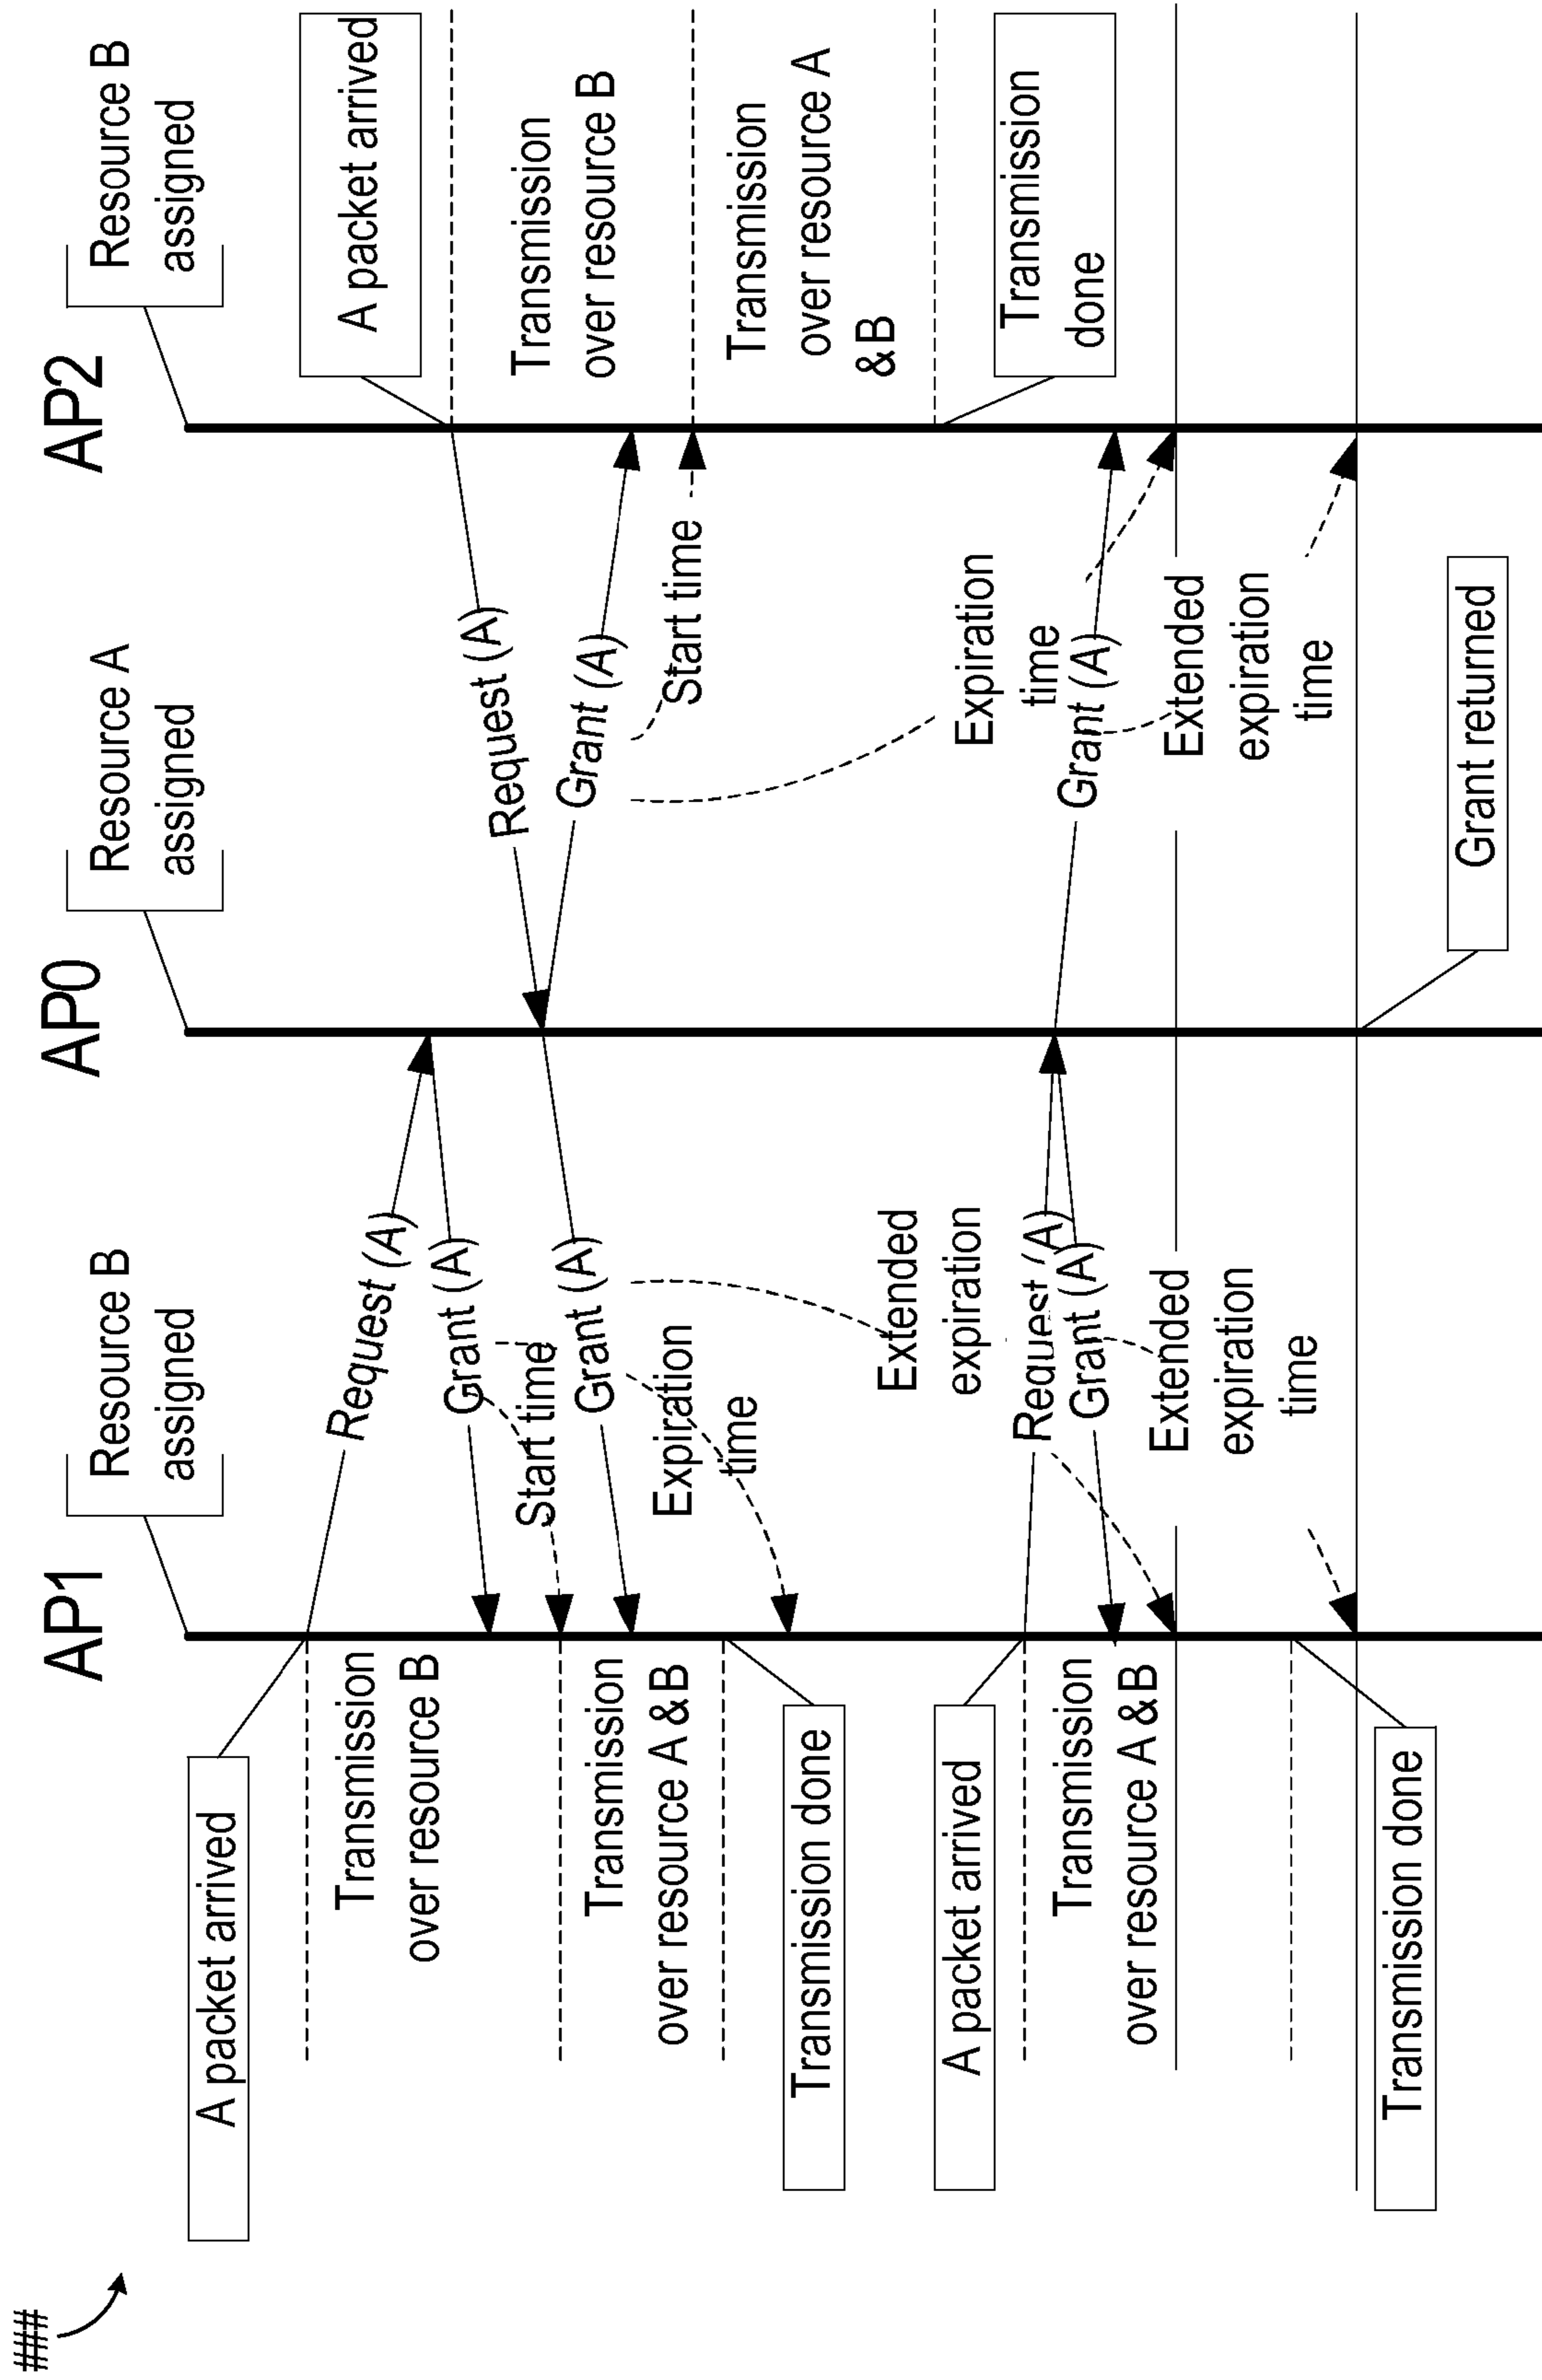 ##
AP1
AP0
AP2
Resource B
assigned
Resource A
assigned
Resource B
assigned
A packet arrived
Transmission
over resource B
Transmission
over resource A & B
Transmission done
A packet arrived
Transmission
over resource A & B
Transmission done
Request (A)
Grant (A)
Start time
Grant (A)
Expiration
time
Extended
expiration
Request (A)
Grant (A)
Extended
expiration
time
Request (A)
Grant (A)
Start time
Expiration
time
Grant (A)
Extended
expiration
time
Grant returned
A packet arrived
Transmission
over resource B
Transmission
over resource A
&B
Transmission
done